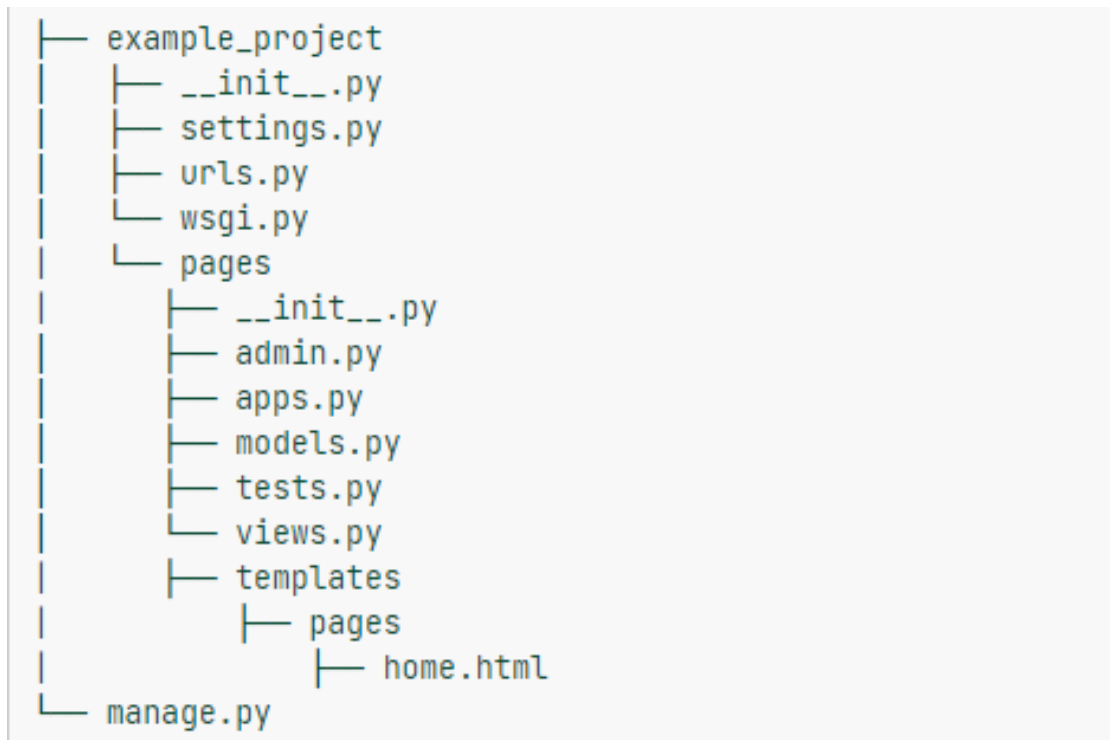 ├── example_project
│   ├── __init__.py
│   ├── settings.py
│   ├── urls.py
│   └── wsgi.py
|   └── pages
|       ├── __init__.py
│       ├── admin.py
│       ├── apps.py
│       ├── models.py
│       ├── tests.py
│       └── views.py
|       ├── templates
|           ├── pages
|               ├── home.html
└── manage.py